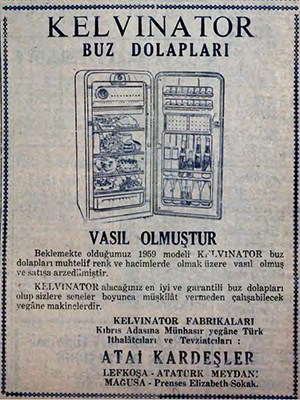 KELVINATOR
BUZ DOLAPLARI
KELVINATOR
VASIL OLMUŞTUR
Beklemekte olduğumuz 1959 modeli KELVINATOR buz
dolapları muhtelif renk ve hacimlerde olmak üzere vasıl olmuş
ve satışa arzedilmiştir.
KELVINATOR alacağınız en iyi ve garantili buz dolapları
olup sizlere seneler boyunca müşkilât vermeden çalışabilecek
yegâne makinelerdir.
KELVINATOR FABRIKALARI
Kıbrıs Adasına Münhasır yegâne Türk
Ithalâtcıları ve Tevziatcıları :
ATAI KARDEŞLER
LEFKOŞA - ATATÜRK MEYDANI
MAGUSA - Prenses Elizabeth Sokak.